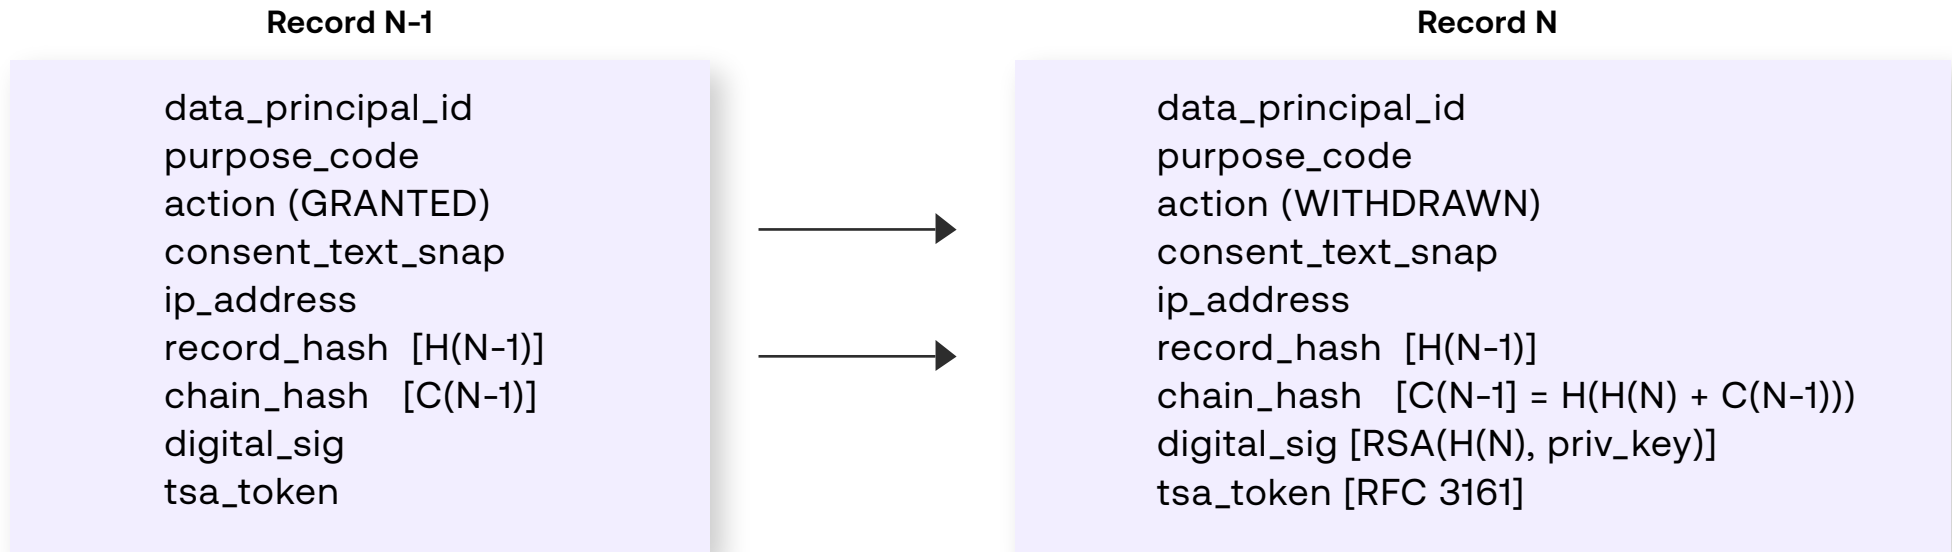 Record N-1
data_principal_id
purpose_code
action (GRANTED)
consent_text_snap
ip_address
record_hash [H(N-1)]
chain_hash [C(N-1)]
digital_sig
tsa_token
Record N
data_principal_id
purpose_code
action (WITHDRAWN)
consent_text_snap
ip_address
record_hash [H(N-1)]
chain_hash [C(N-1] = H(H(N) + C(N-1)))
digital_sig [RSA(H(N), priv_key)]
tsa_token [RFC 3161]